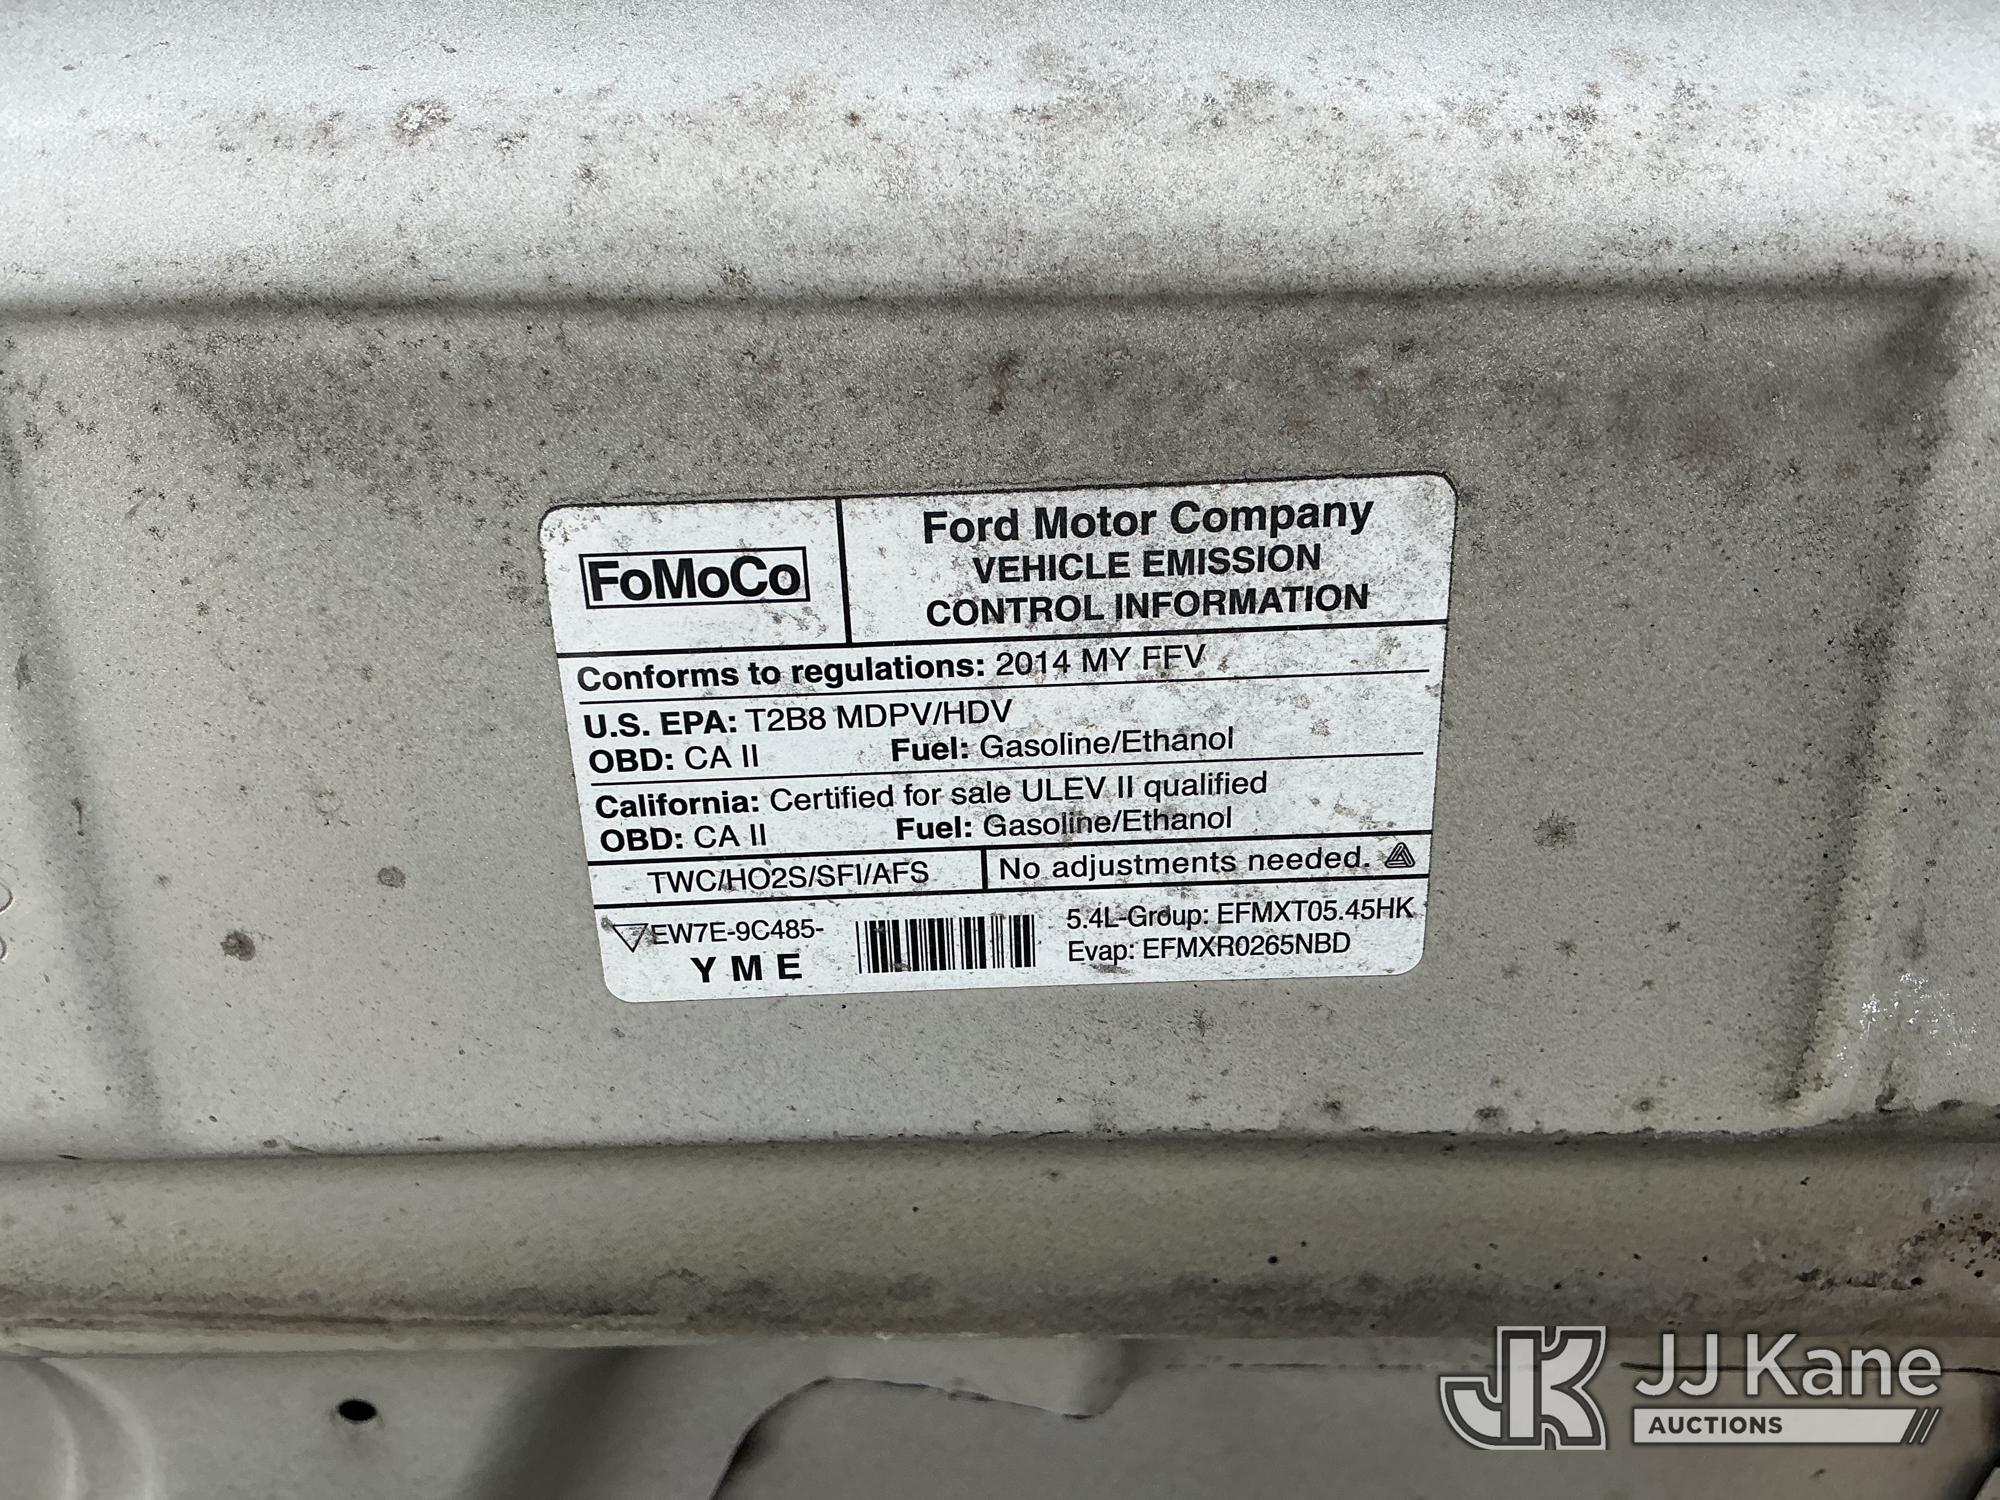 FoMoCo
Ford Motor Company
VEHICLE EMISSION
CONTROL INFORMATION
Conforms to regulations: 2014 MY FFV
U.S. EPA: T2B8 MDPV/HDV
OBD: CA II Fuel: Gasoline/Ethanol
California: Certified for sale ULEV II qualified
OBD: CA II Fuel: Gasoline/Ethanol
TWC/HO2S/SFI/AFS
No adjustments needed.
EW7E-9C485-
YME
5.4L-Group: EFMXT05.45HK
Evap: EFMXR0265NBD
JK JJ Kane
AUCTIONS